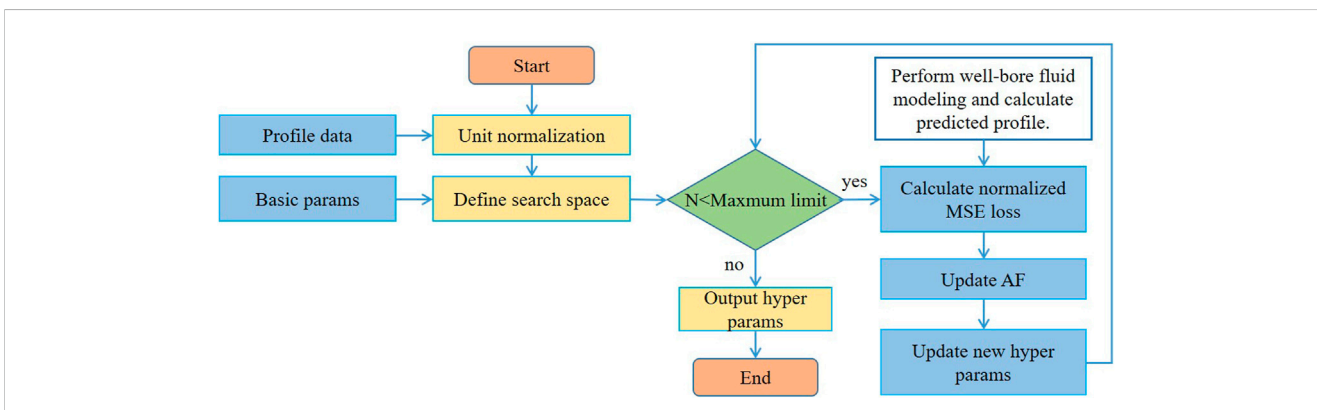 Start
Profile data
Unit normalization
Basic params
Define search space
N<Maxmum limit
yes
no
Output hyper
params
End
Perform well-bore fluid
modeling and calculate
predicted profile.
Calculate normalized
MSE loss
Update AF
Update new hyper
params